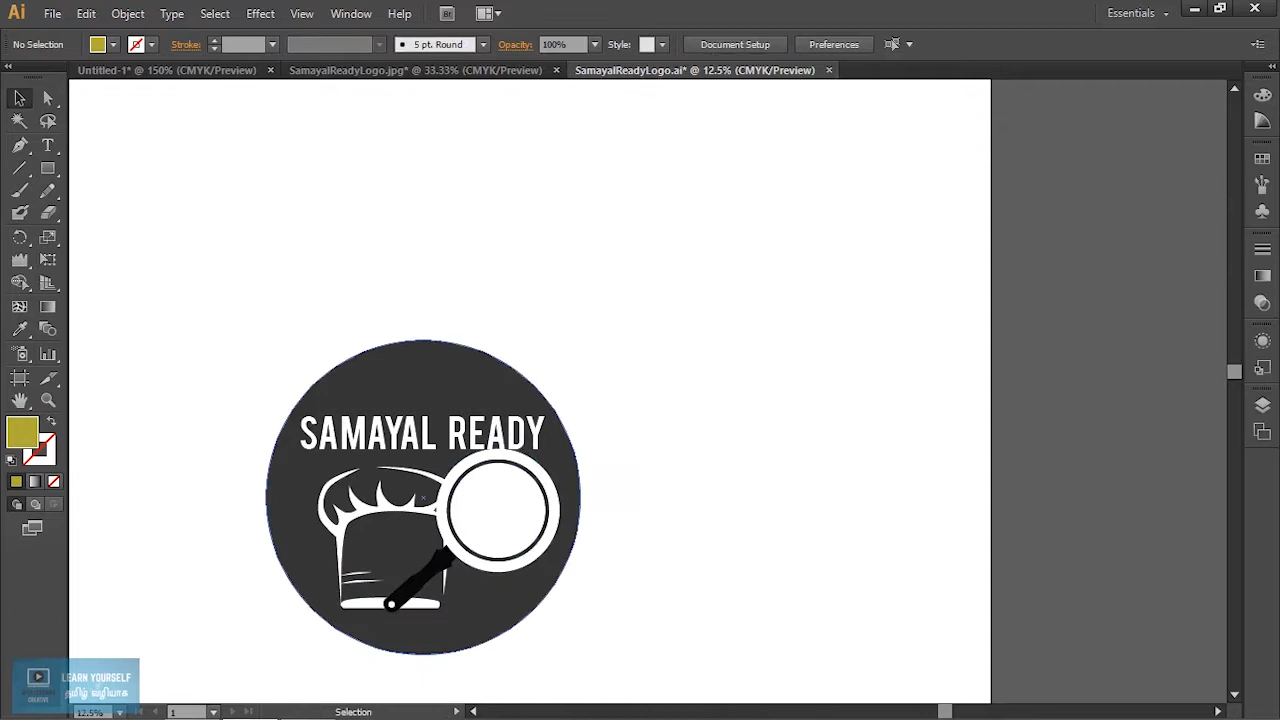 Ai File Edit Object Type Select Effect View Window Help Br Essentials
No Selection Stroke: 5 pt. Round Opacity: 100% Style: Document Setup Preferences
Untitled-1* @ 150% (CMYK/Preview) × SamayalReadyLogo.jpg* @ 33.33% (CMYK/Preview) × SamayalReadyLogo.ai* @ 12.5% (CMYK/Preview) ×
SAMAYAL READY
LEARN YOURSELF
தமிழ் வழியாக
CREATIVE
12.5% 1 Selection